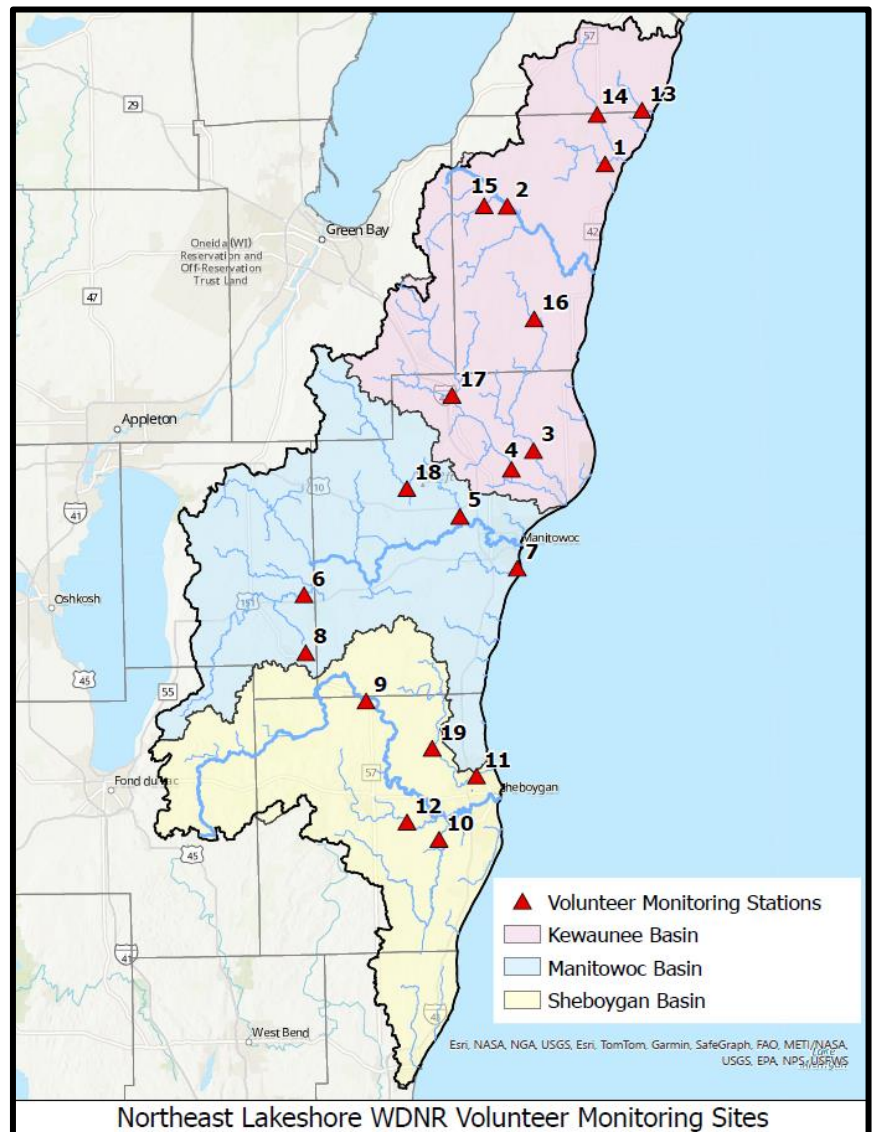 57
29
14
13
1
15
2
Green Bay
Oneida (WI)
Reservation and
Off-Reservation
Trust Land
42
47
16
17
Appleton
3
4
18
10
5
41
Manitowoc
7
6
Oshkosh
151
8
45
55
9
19
11
57
Fond du Lac
Sheboygan
12
10
45
Volunteer Monitoring Stations
Kewaunee Basin
41
Manitowoc Basin
Sheboygan Basin
43
West Bend
Esri, NASA, NGA, USGS, Esri, TomTom, Garmin, SafeGraph, FAO, METI/NASA,
USGS, EPA, NPS, USFWS
Northeast Lakeshore WDNR Volunteer Monitoring Sites